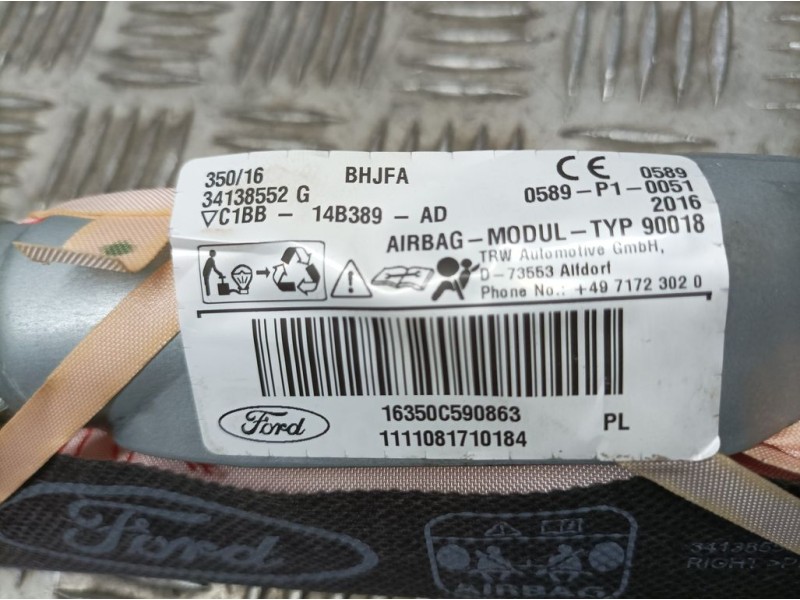 350/16 BHJFA
34138552 G
▽C1BB - 14B389 - AD
CE 0589
0589-P1-0051
2016
AIRBAG-MODUL-TYP 90018
TRW Automotive GmbH,
D-73553 Alfdorf
Phone No.: +49 7172 302 0
16350C590863 PL
1111081710184
Ford
Ford
AIRBAG
RIGHT